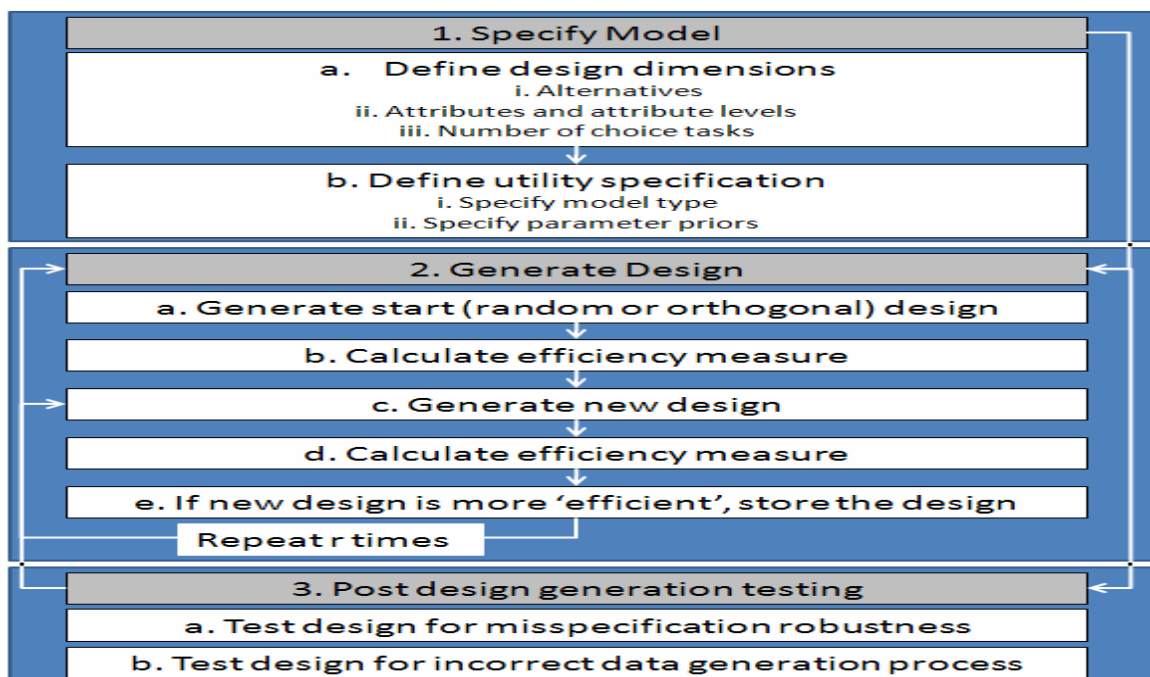 1. Specify Model
a. Define design dimensions
i. Alternatives
ii. Attributes and attribute levels
iii. Number of choice tasks
b. Define utility specification
i. Specify model type
ii. Specify parameter priors
2. Generate Design
a. Generate start (random or orthogonal) design
b. Calculate efficiency measure
c. Generate new design
d. Calculate efficiency measure
e. If new design is more ‘efficient’, store the design
Repeat r times
3. Post design generation testing
a. Test design for misspecification robustness
b. Test design for incorrect data generation process